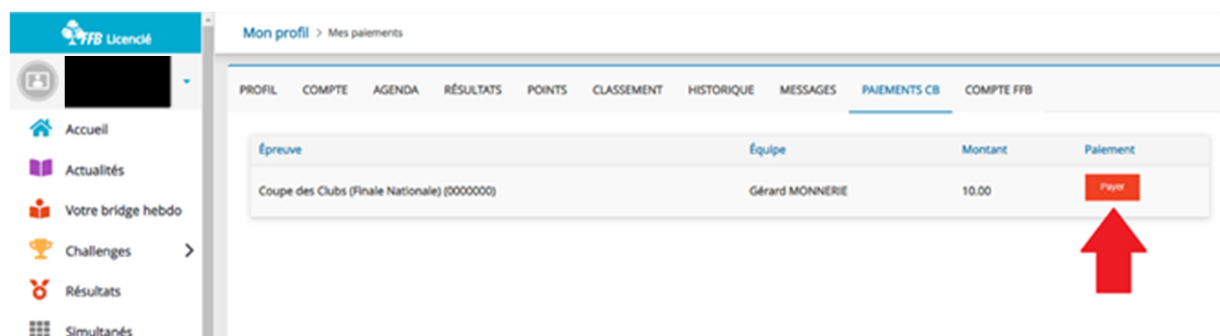 FFB Licencié
Mon profil > Mes paiements
PROFIL COMPTE AGENDA RÉSULTATS POINTS CLASSEMENT HISTORIQUE MESSAGES PAIEMENTS CB COMPTE FFB
Accueil
Actualités
Votre bridge hebdo
Challenges
Résultats
Simultanés
Épreuve Équipe Montant Paiement
Coupe des Clubs (Finale Nationale) (0000000) Gérard MONNERIE 10.00 Payer